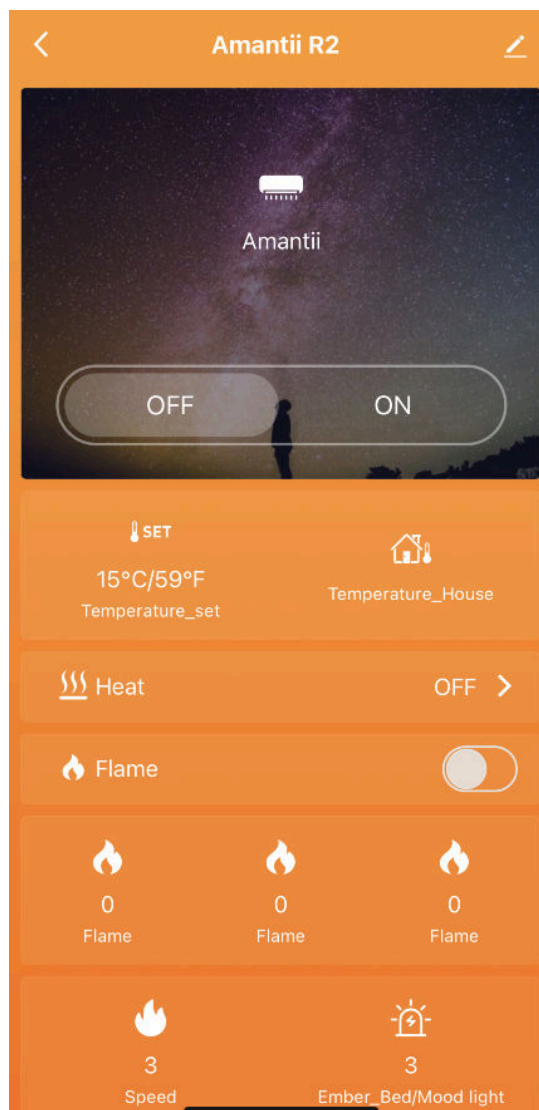 Amantii R2
Amantii
OFF ON
SET
15°C/59°F
Temperature_set
Temperature_House
Heat OFF
Flame
0 0 0
Flame Flame Flame
3 3
Speed Ember_Bed/Mood light